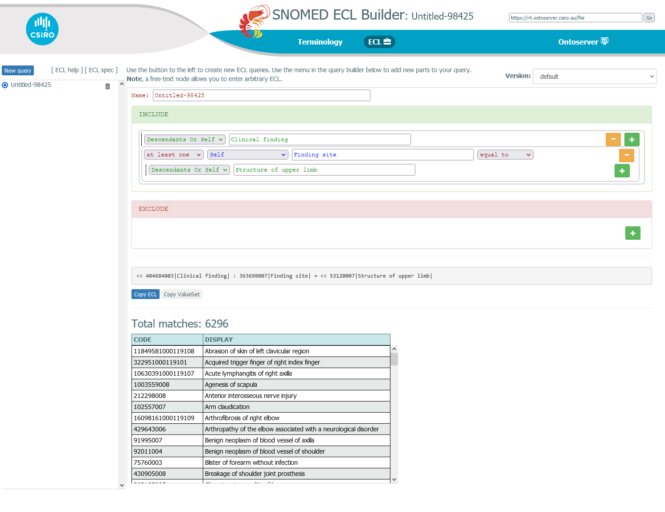 CSIRO
SNOMED ECL Builder: Untitled-98425
https://r4.ontoserver.csiro.au/fhir
Go
Terminology
ECL
Ontoserver
New query
[ ECL help ] [ ECL spec ]
Untitled-98425
Use the button to the left to create new ECL queries. Use the menu in the query builder below to add new parts to your query.
Note, a free-text node allows you to enter arbitrary ECL.
Version:
default
Name:
Untitled-98425
INCLUDE
Descendants Or Self
Clinical finding
at least one
Self
Finding site
equal to
Descendants Or Self
Structure of upper limb
EXCLUDE
<< 404684003|Clinical finding| : 363698007|Finding site| = << 53120007|Structure of upper limb|
Copy ECL
Copy ValueSet
Total matches: 6296
CODE DISPLAY
11849581000119108 Abrasion of skin of left clavicular region
322951000119101 Acquired trigger finger of right index finger
10630391000119107 Acute lymphangitis of right axilla
1003559008 Agenesis of scapula
212298008 Anterior interosseous nerve injury
102557007 Arm claudication
16098161000119109 Arthrofibrosis of right elbow
429643006 Arthropathy of the elbow associated with a neurological disorder
91995007 Benign neoplasm of blood vessel of axilla
92011004 Benign neoplasm of blood vessel of shoulder
75760003 Blister of forearm without infection
430905008 Breakage of shoulder joint prosthesis